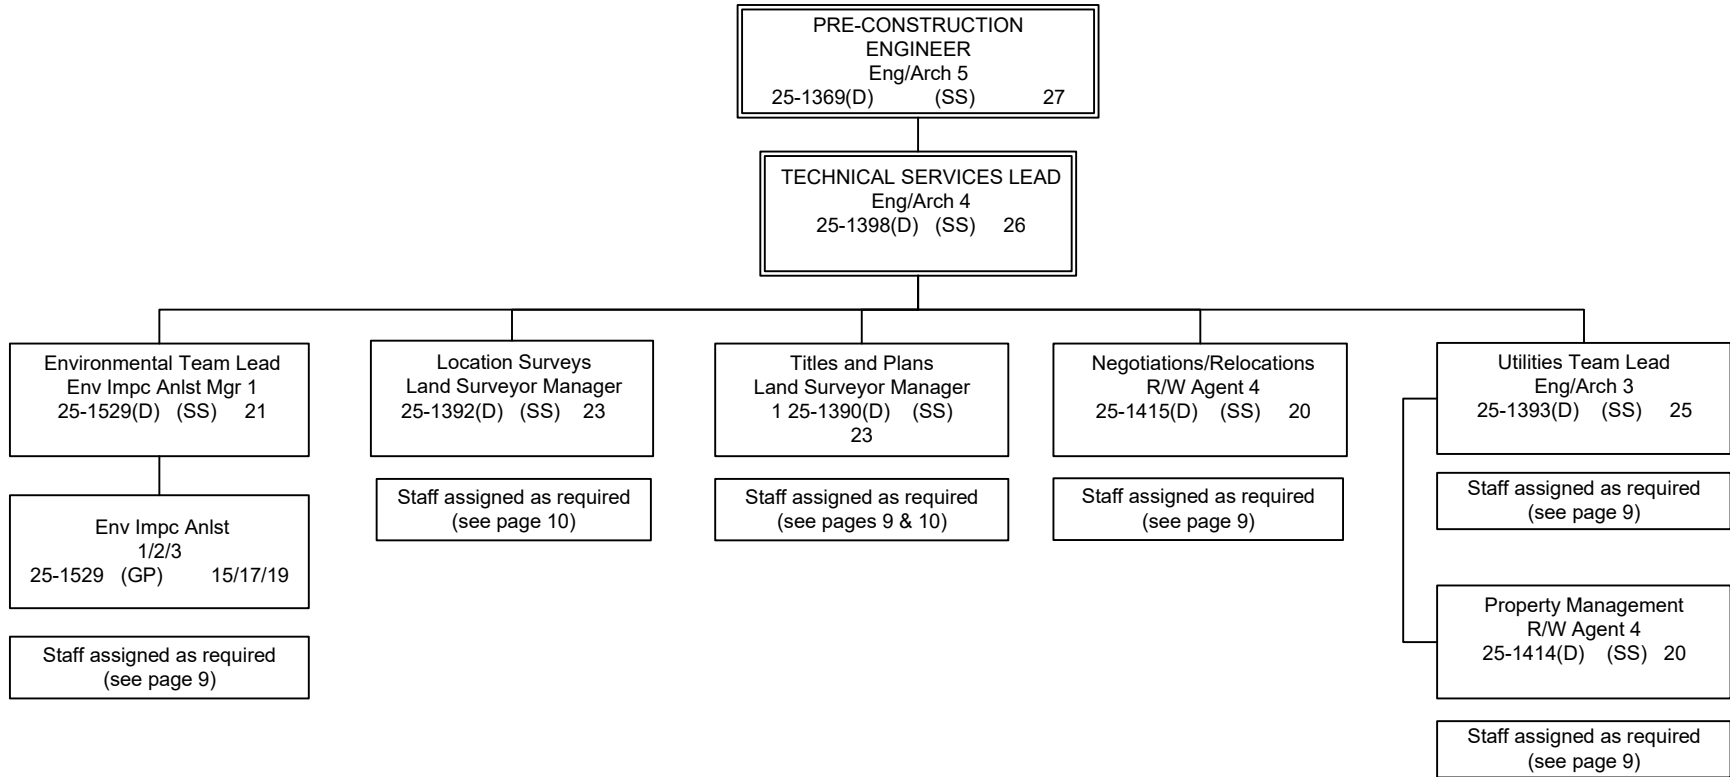 PRE-CONSTRUCTION
ENGINEER
Eng/Arch 5
25-1369(D) (SS) 27
TECHNICAL SERVICES LEAD
Eng/Arch 4
25-1398(D) (SS) 26
Environmental Team Lead
Env Impc Anlst Mgr 1
25-1529(D) (SS) 21
Location Surveys
Land Surveyor Manager
25-1392(D) (SS) 23
Titles and Plans
Land Surveyor Manager
1 25-1390(D) (SS)
23
Negotiations/Relocations
R/W Agent 4
25-1415(D) (SS) 20
Utilities Team Lead
Eng/Arch 3
25-1393(D) (SS) 25
Env Impc Anlst
1/2/3
25-1529 (GP) 15/17/19
Staff assigned as required
(see page 9)
Staff assigned as required
(see page 10)
Staff assigned as required
(see pages 9 & 10)
Staff assigned as required
(see page 9)
Staff assigned as required
(see page 9)
Property Management
R/W Agent 4
25-1414(D) (SS) 20
Staff assigned as required
(see page 9)